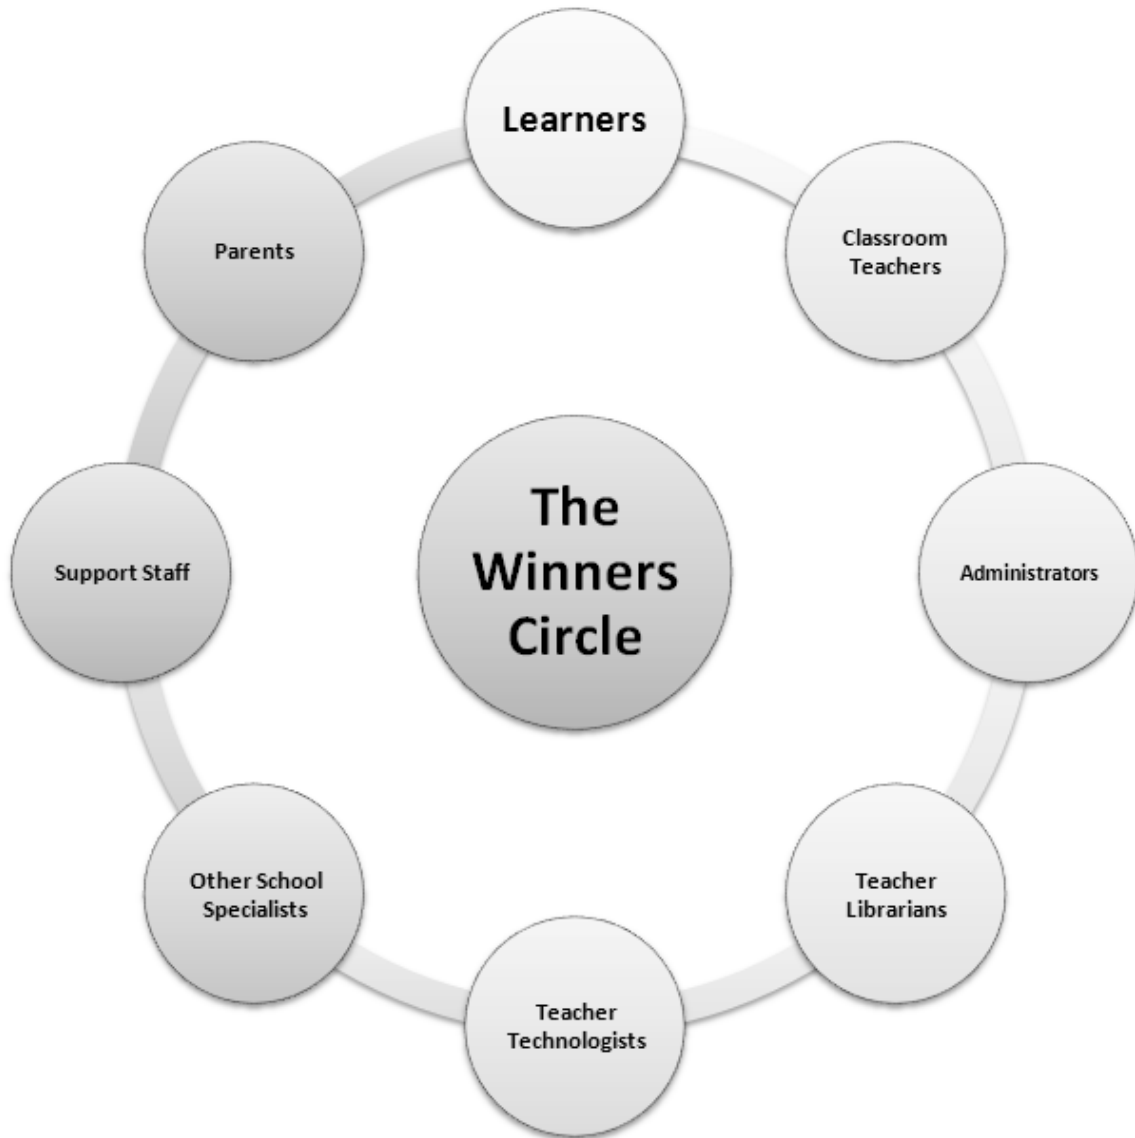 Learners
Classroom
Teachers
Administrators
Teacher
Librarians
Teacher
Technologists
Other School
Specialists
Support Staff
Parents
The
Winners
Circle